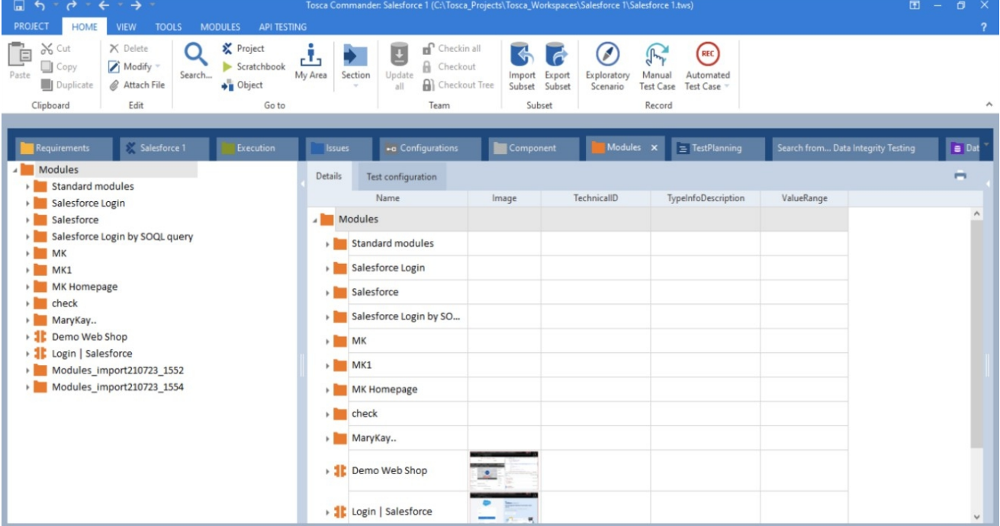 Tosca Commander: Salesforce 1 (C:\Tosca_Projects\Tosca_Workspaces\Salesforce 1\Salesforce 1.tws)
PROJECT HOME VIEW TOOLS MODULES API TESTING ?
Cut
Copy
Duplicate
Paste
Clipboard
Delete
Modify
Attach File
Edit
Search...
Project
Scratchbook
Object
My Area
Section
Go to
Update all
Checkin all
Checkout
Checkout Tree
Team
Import Subset
Export Subset
Subset
Exploratory Scenario
Manual Test Case
REC
Automated Test Case
Record
Requirements Salesforce 1 Execution Issues Configurations Component Modules x TestPlanning Search from... Data Integrity Testing Dat
Modules
Standard modules
Salesforce Login
Salesforce
Salesforce Login by SOQL query
MK
MK1
MK Homepage
check
MaryKay..
Demo Web Shop
Login | Salesforce
Modules_import210723_1552
Modules_import210723_1554
Details Test configuration
Name Image TechnicalID TypeInfoDescription ValueRange
Modules
Standard modules
Salesforce Login
Salesforce
Salesforce Login by SO...
MK
MK1
MK Homepage
check
MaryKay..
Demo Web Shop
Login | Salesforce